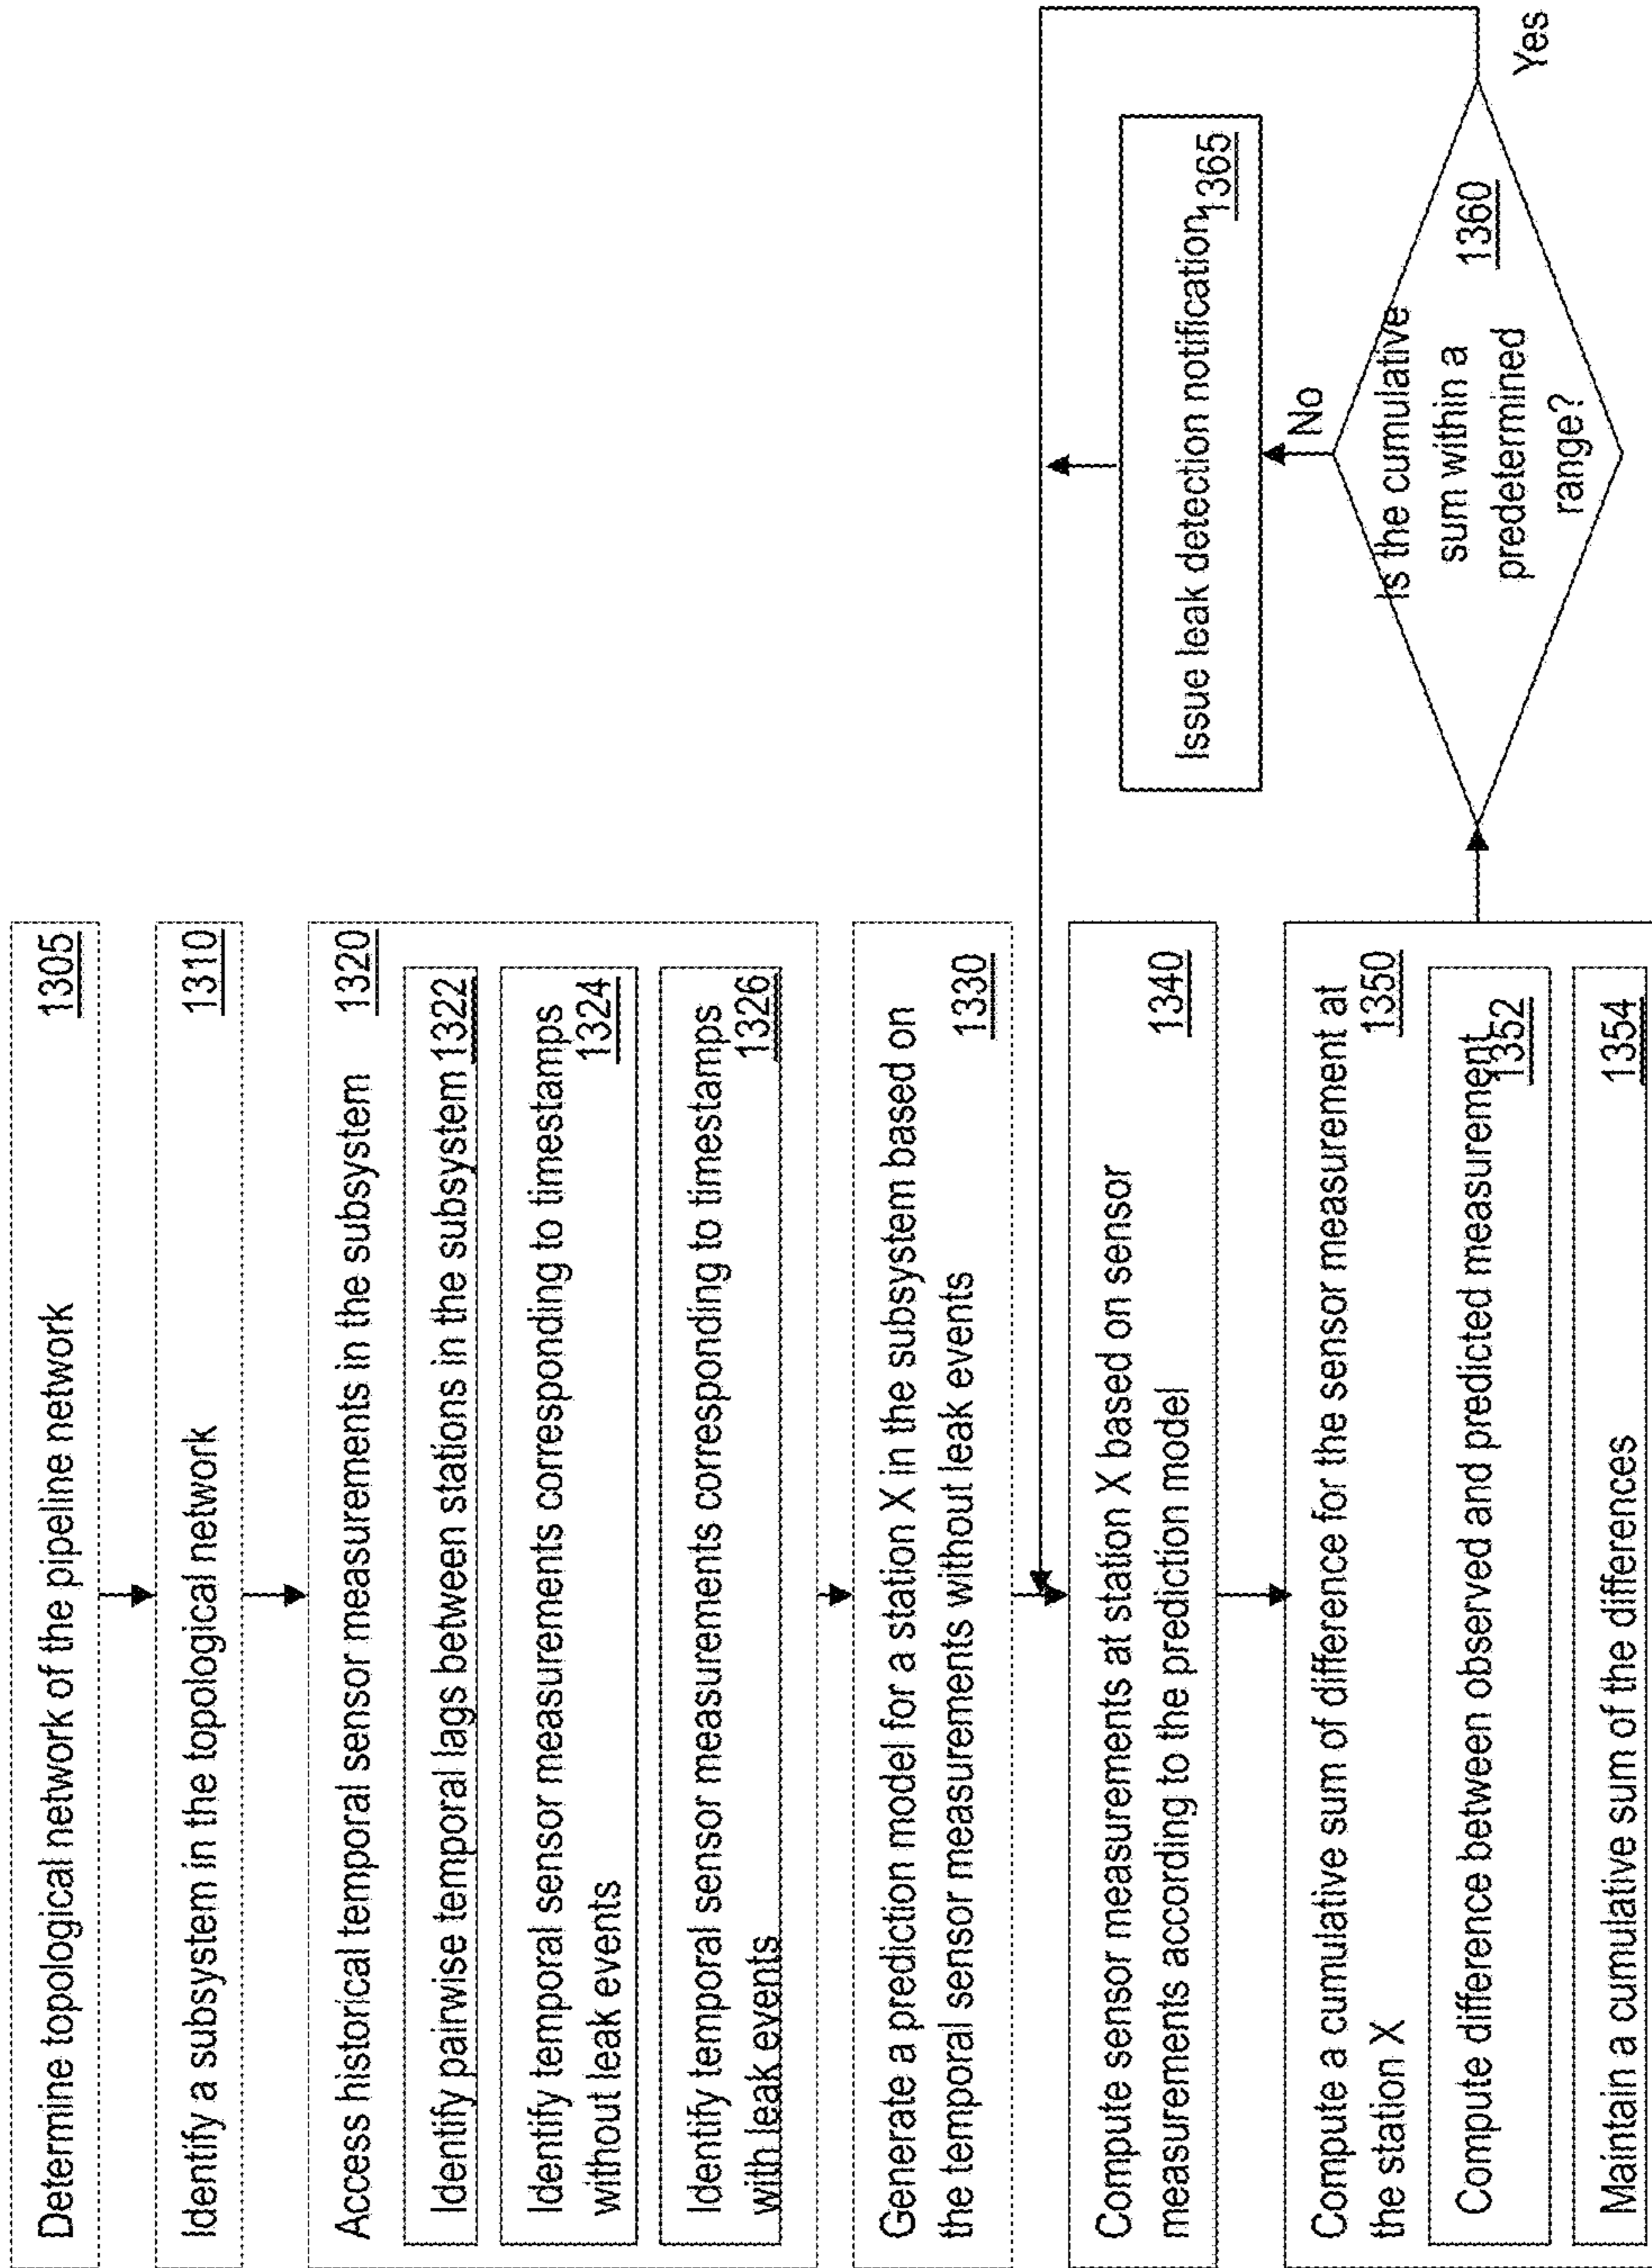 Determine topological network of the pipeline network 1305
Identify a subsystem in the topological network 1310
Access historical temporal sensor measurements in the subsystem 1320
Identify pairwise temporal lags between stations in the subsystem 1322
Identify temporal sensor measurements corresponding to timestamps
without leak events 1324
Identify temporal sensor measurements corresponding to timestamps
with leak events 1326
Generate a prediction model for a station X in the subsystem based on
the temporal sensor measurements without leak events 1330
Compute sensor measurements at station X based on sensor
measurements according to the prediction model 1340
Compute a cumulative sum of difference for the sensor measurement at
the station X 1350
Compute difference between observed and predicted measurement
1352
Maintain a cumulative sum of the differences 1354
Issue leak detection notification
1365
No
Is the cumulative
sum within a 1360
predetermined
range?
Yes